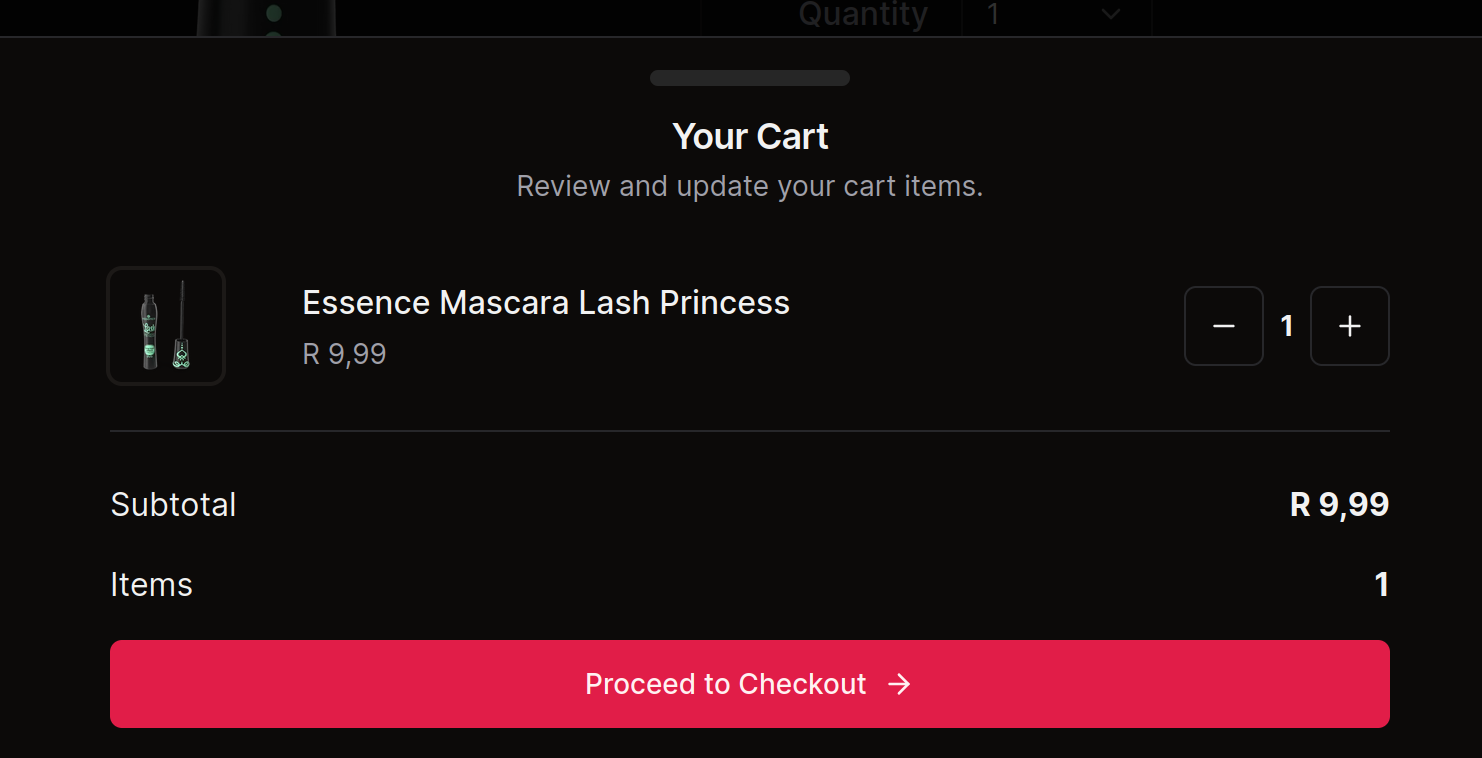 Quantity
1
Your Cart
Review and update your cart items.
Essence Mascara Lash Princess
R 9,99
1
Subtotal
R 9,99
Items
1
Proceed to Checkout